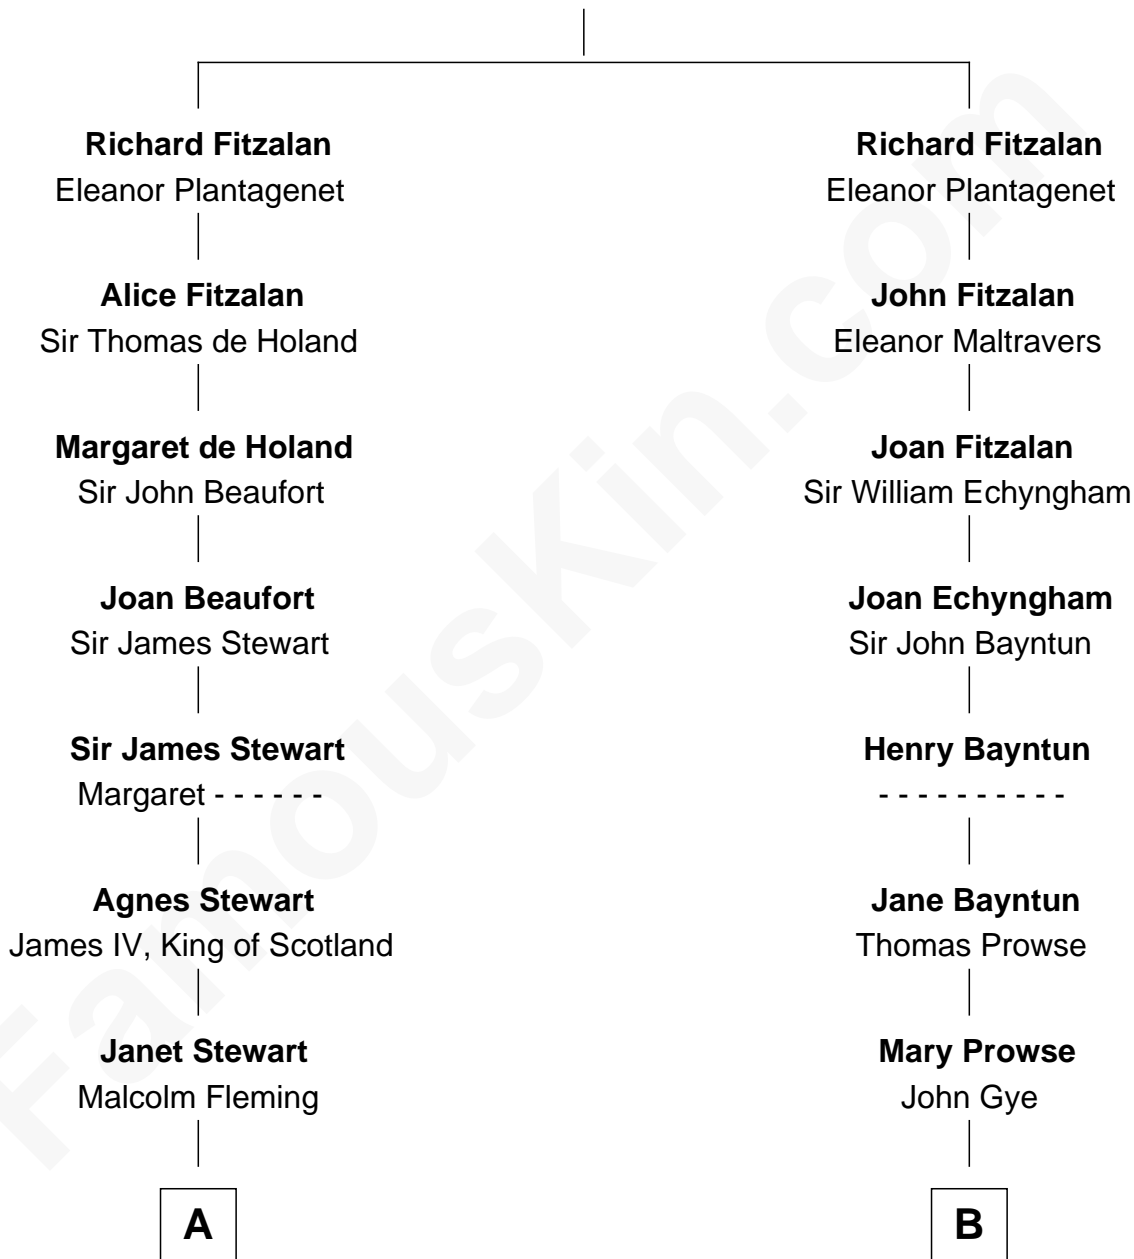 Richard Fitzalan
Eleanor Plantagenet
Alice Fitzalan
Sir Thomas de Holand
Margaret de Holand
Sir John Beaufort
Joan Beaufort
Sir James Stewart
Sir James Stewart
Margaret - - - - - -
Agnes Stewart
James IV, King of Scotland
Janet Stewart
Malcolm Fleming
A
Richard Fitzalan
Eleanor Plantagenet
John Fitzalan
Eleanor Maltravers
Joan Fitzalan
Sir William Echyngham
Joan Echyngham
Sir John Bayntun
Henry Bayntun
- - - - - - - - - -
Jane Bayntun
Thomas Prowse
Mary Prowse
John Gye
B
FamousKin.com